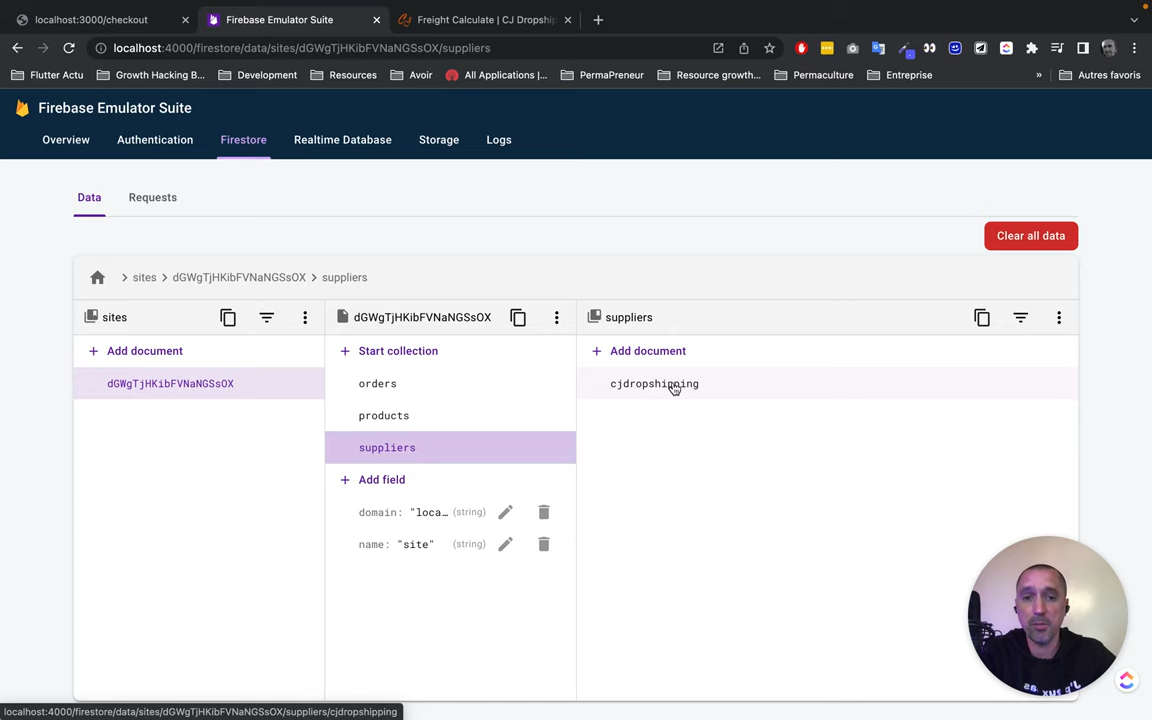 localhost:3000/checkout
Firebase Emulator Suite
Freight Calculate | CJ Dropship
localhost:4000/firestore/data/sites/dGWgTjHKibFVNaNGSsOX/suppliers
Flutter Actu
Growth Hacking B...
Development
Resources
Avoir
All Applications |...
PermaPreneur
Resource growth...
Permaculture
Entreprise
»
Autres favoris
Firebase Emulator Suite
Overview
Authentication
Firestore
Realtime Database
Storage
Logs
Data
Requests
Clear all data
sites
dGWgTjHKibFVNaNGSsOX
suppliers
sites
dGWgTjHKibFVNaNGSsOX
suppliers
+ Add document
+ Start collection
+ Add document
dGWgTjHKibFVNaNGSsOX
orders
cjdropshipping
products
suppliers
+ Add field
domain: "loca… (string)
name: "site" (string)
localhost:4000/firestore/data/sites/dGWgTjHKibFVNaNGSsOX/suppliers/cjdropshipping